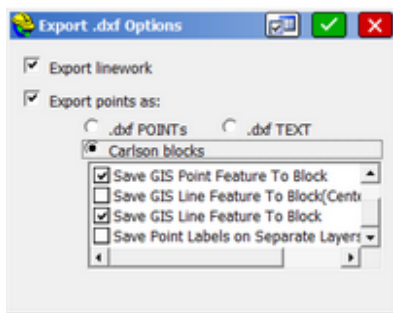 Export .dxf Options
Export linework
Export points as:
.dxf POINTs .dxf TEXT
Carlson blocks
Save GIS Point Feature To Block
Save GIS Line Feature To Block(Cente
Save GIS Line Feature To Block
Save Point Labels on Separate Layers